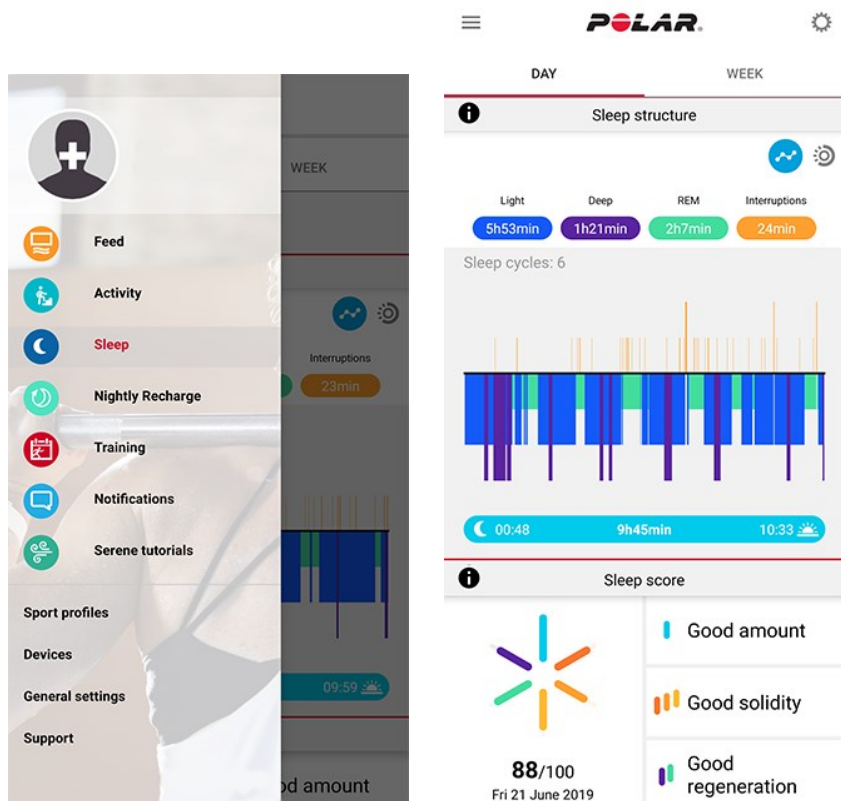 WEEK
Feed
Activity
Sleep
Interruptions
Nightly Recharge
23min
Training
Notifications
Serene tutorials
Sport profiles
Devices
General settings
09:59
Support
od amount
POLAR.
DAY WEEK
Sleep structure
Light Deep REM Interruptions
5h53min 1h21min 2h7min 24min
Sleep cycles: 6
00:48 9h45min 10:33
Sleep score
Good amount
Good solidity
88/100
Fri 21 June 2019
Good
regeneration